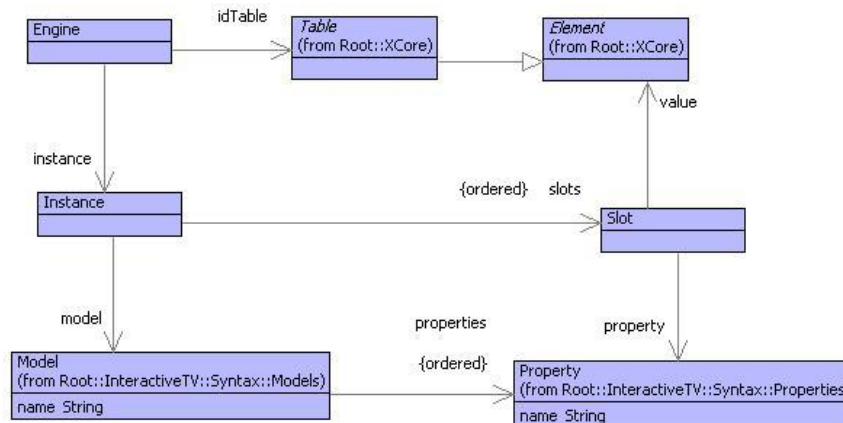 Engine
idTable
Table
(from Root::XCore)
Element
(from Root::XCore)
value
instance
Instance
{ordered} slots
Slot
model
properties
property
{ordered}
Model
(from Root::InteractiveTV::Syntax::Models)
name String
Property
(from Root::InteractiveTV::Syntax::Properties
name String